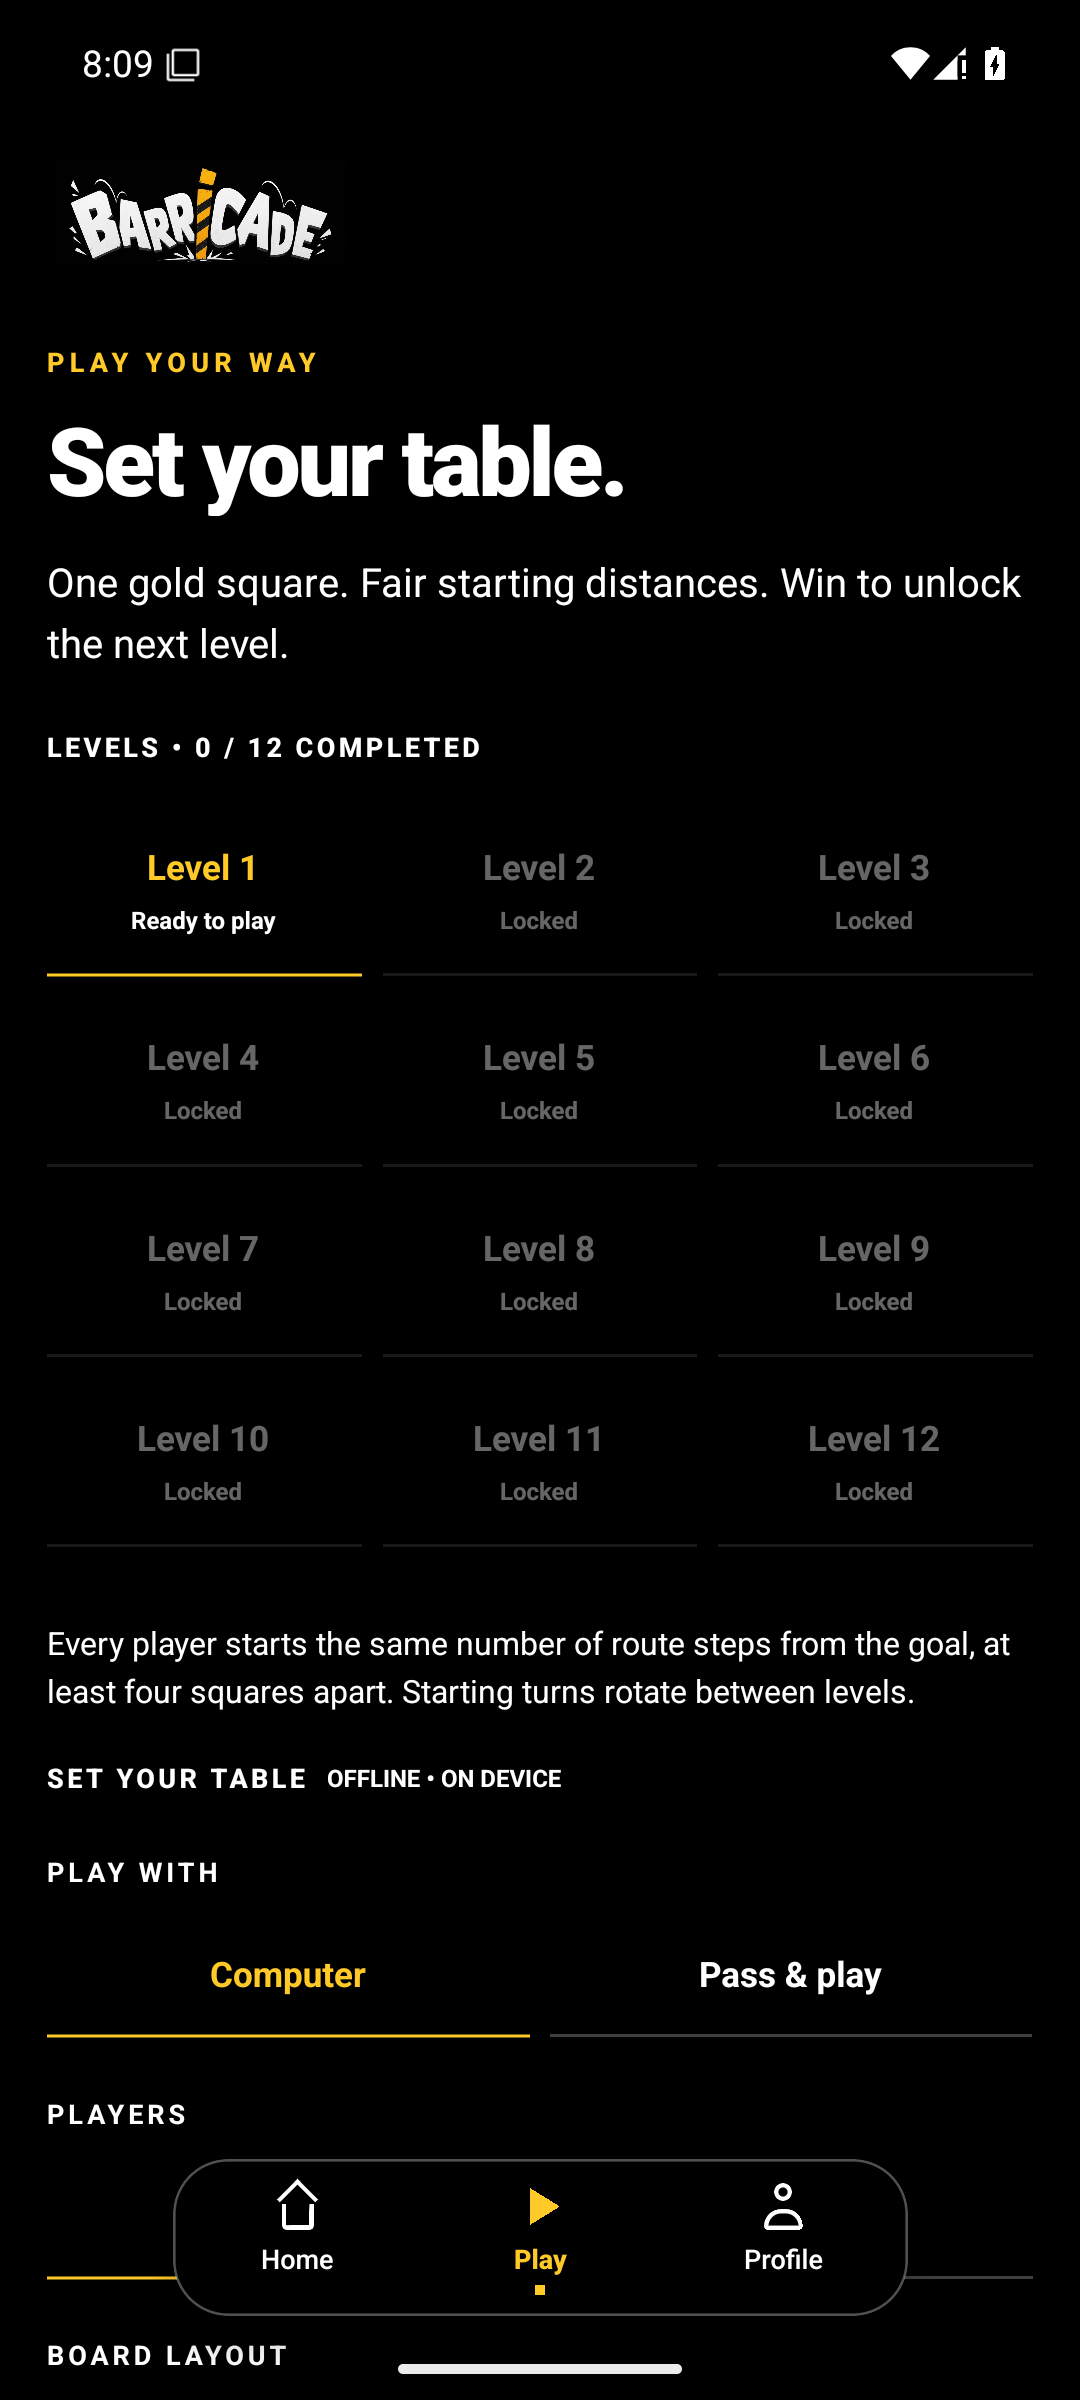 8:09
BARRiCADE
PLAY YOUR WAY
Set your table.
One gold square. Fair starting distances. Win to unlock
the next level.
LEVELS • 0 / 12 COMPLETED
Level 1
Ready to play
Level 2
Locked
Level 3
Locked
Level 4
Locked
Level 5
Locked
Level 6
Locked
Level 7
Locked
Level 8
Locked
Level 9
Locked
Level 10
Locked
Level 11
Locked
Level 12
Locked
Every player starts the same number of route steps from the goal, at
least four squares apart. Starting turns rotate between levels.
SET YOUR TABLE OFFLINE • ON DEVICE
PLAY WITH
Computer
Pass & play
PLAYERS
Home
Play
Profile
BOARD LAYOUT